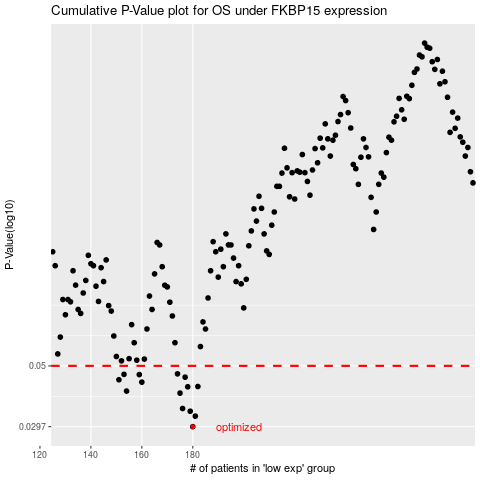 Cumulative P-Value plot for OS under FKBP15 expression
P-Value(log10)
0.05
0.0297
optimized
120 140 160 180
# of patients in 'low exp' group